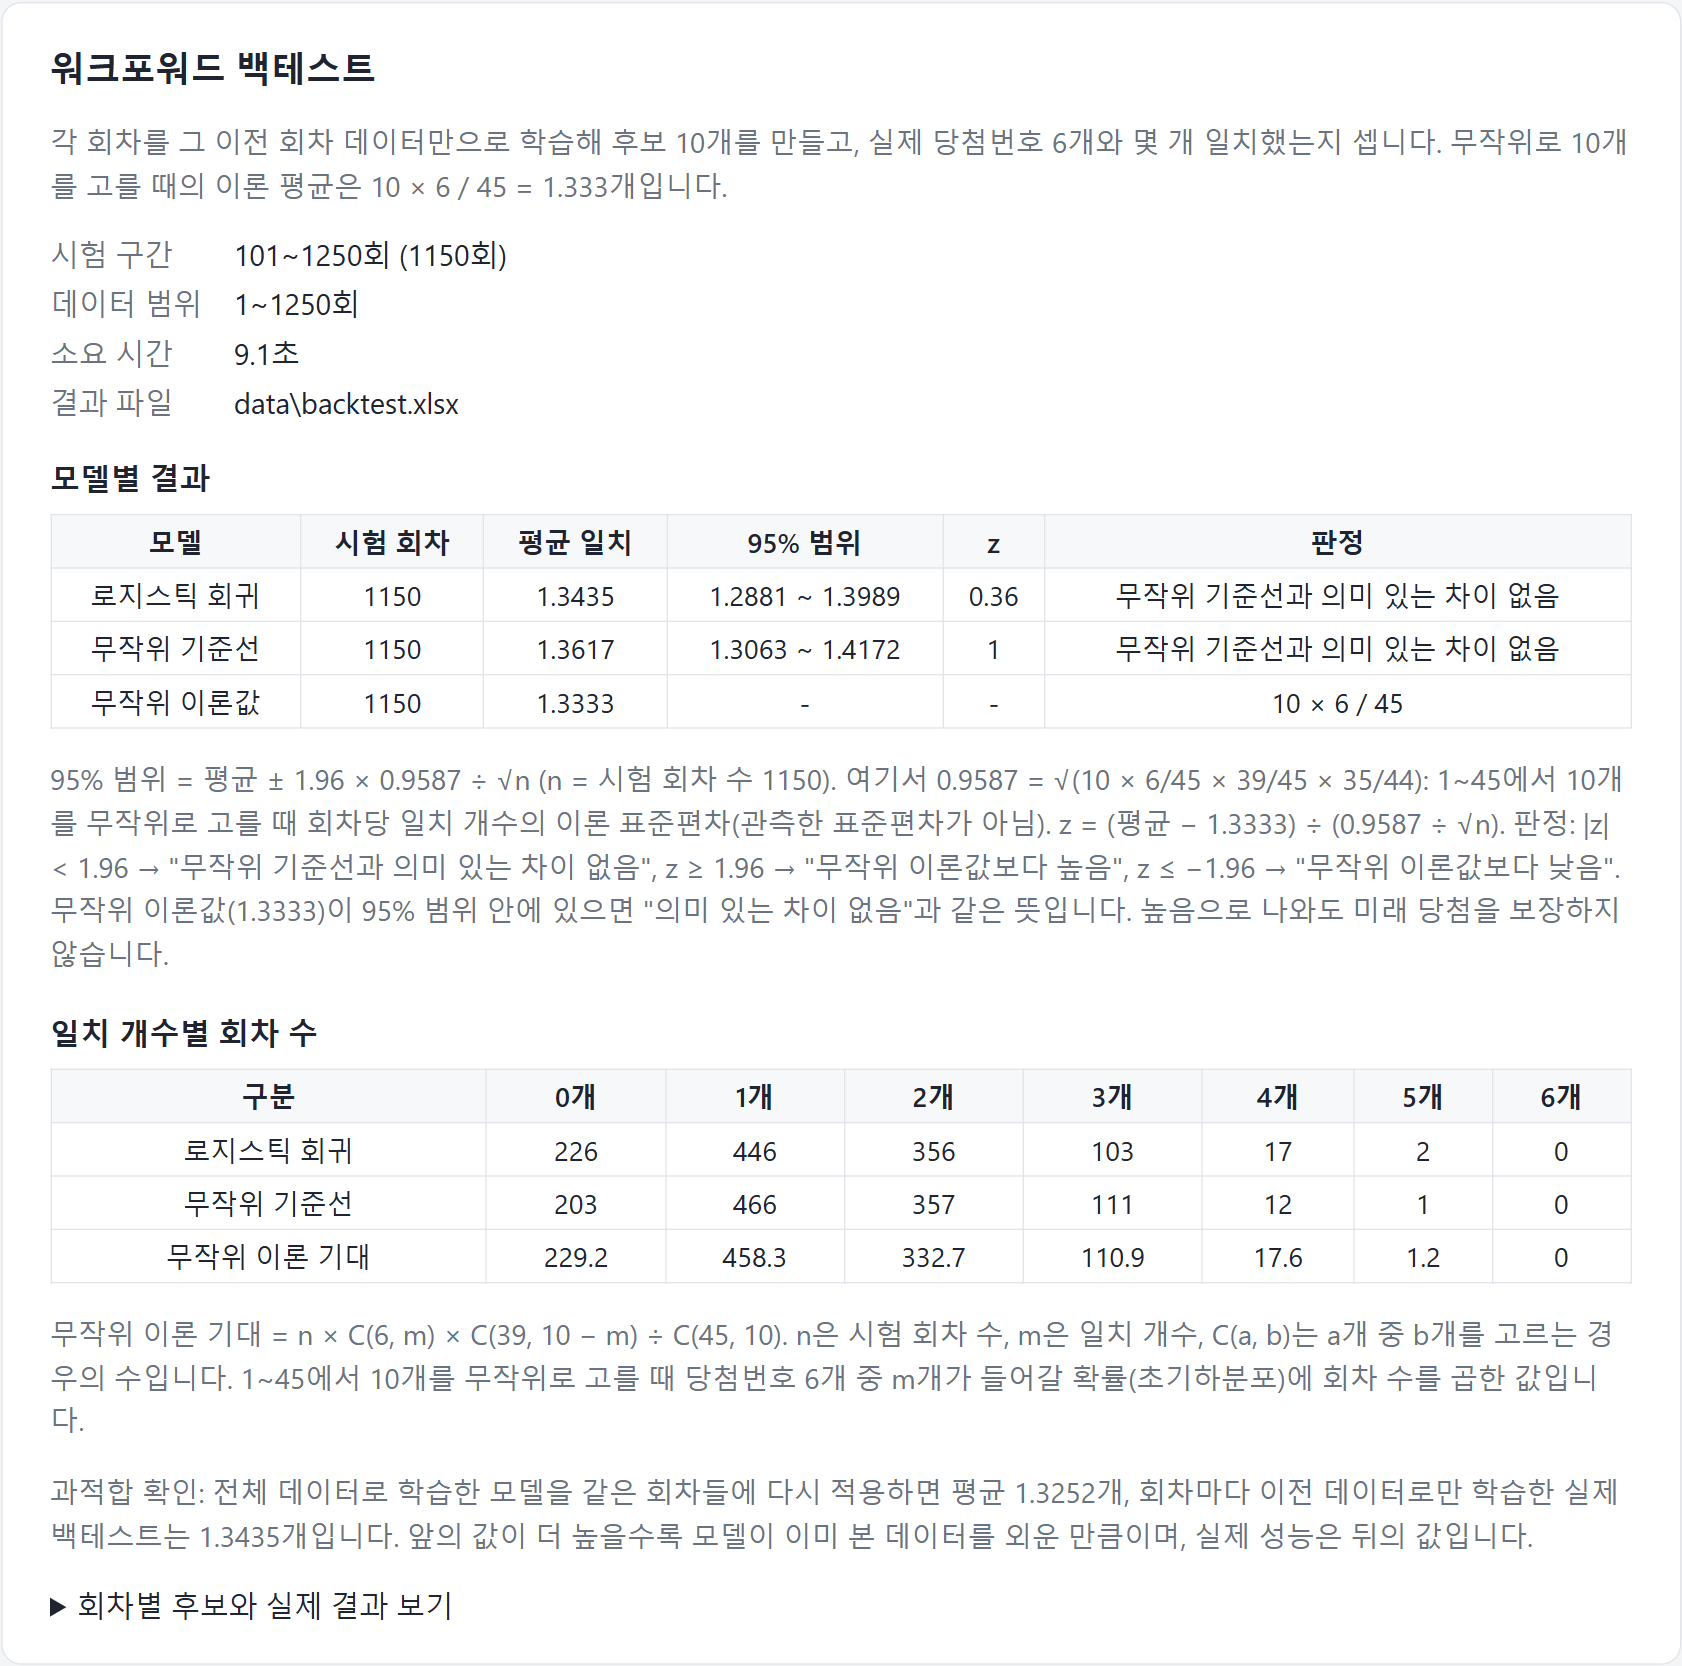 워크포워드 백테스트
각 회차를 그 이전 회차 데이터만으로 학습해 후보 10개를 만들고, 실제 당첨번호 6개와 몇 개 일치했는지 셉니다. 무작위로 10개
를 고를 때의 이론 평균은 10 × 6 / 45 = 1.333개입니다.
시험 구간 101~1250회 (1150회)
데이터 범위 1~1250회
소요 시간 9.1초
결과 파일 data\backtest.xlsx
모델별 결과
모델 시험 회차 평균 일치 95% 범위 z 판정
로지스틱 회귀 1150 1.3435 1.2881 ~ 1.3989 0.36 무작위 기준선과 의미 있는 차이 없음
무작위 기준선 1150 1.3617 1.3063 ~ 1.4172 1 무작위 기준선과 의미 있는 차이 없음
무작위 이론값 1150 1.3333 - - 10 × 6 / 45
95% 범위 = 평균 ± 1.96 × 0.9587 ÷ √n (n = 시험 회차 수 1150). 여기서 0.9587 = √(10 × 6/45 × 39/45 × 35/44): 1~45에서 10개
를 무작위로 고를 때 회차당 일치 개수의 이론 표준편차(관측한 표준편차가 아님). z = (평균 − 1.3333) ÷ (0.9587 ÷ √n). 판정: |z|
< 1.96 → "무작위 기준선과 의미 있는 차이 없음", z ≥ 1.96 → "무작위 이론값보다 높음", z ≤ −1.96 → "무작위 이론값보다 낮음".
무작위 이론값(1.3333)이 95% 범위 안에 있으면 "의미 있는 차이 없음"과 같은 뜻입니다. 높음으로 나와도 미래 당첨을 보장하지
않습니다.
일치 개수별 회차 수
구분 0개 1개 2개 3개 4개 5개 6개
로지스틱 회귀 226 446 356 103 17 2 0
무작위 기준선 203 466 357 111 12 1 0
무작위 이론 기대 229.2 458.3 332.7 110.9 17.6 1.2 0
무작위 이론 기대 = n × C(6, m) × C(39, 10 − m) ÷ C(45, 10). n은 시험 회차 수, m은 일치 개수, C(a, b)는 a개 중 b개를 고르는 경
우의 수입니다. 1~45에서 10개를 무작위로 고를 때 당첨번호 6개 중 m개가 들어갈 확률(초기하분포)에 회차 수를 곱한 값입니
다.
과적합 확인: 전체 데이터로 학습한 모델을 같은 회차들에 다시 적용하면 평균 1.3252개, 회차마다 이전 데이터로만 학습한 실제
백테스트는 1.3435개입니다. 앞의 값이 더 높을수록 모델이 이미 본 데이터를 외운 만큼이며, 실제 성능은 뒤의 값입니다.
▶ 회차별 후보와 실제 결과 보기